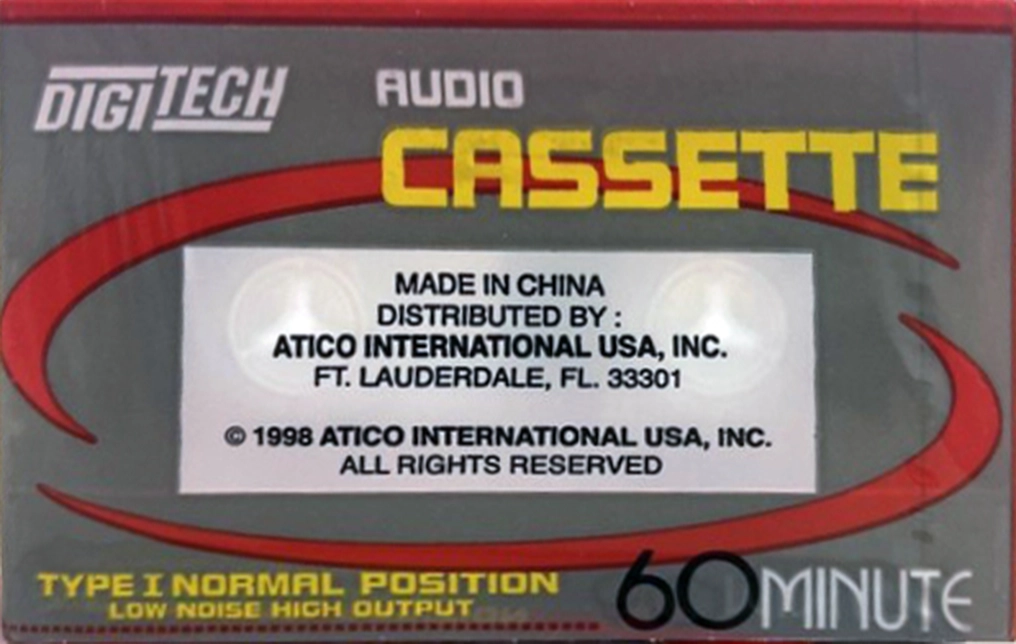 DIGITECH
AUDIO
CASSETTE
MADE IN CHINA
DISTRIBUTED BY :
ATICO INTERNATIONAL USA, INC.
FT. LAUDERDALE, FL. 33301
© 1998 ATICO INTERNATIONAL USA, INC.
ALL RIGHTS RESERVED
TYPE I NORMAL POSITION
LOW NOISE HIGH OUTPUT
60 MINUTE